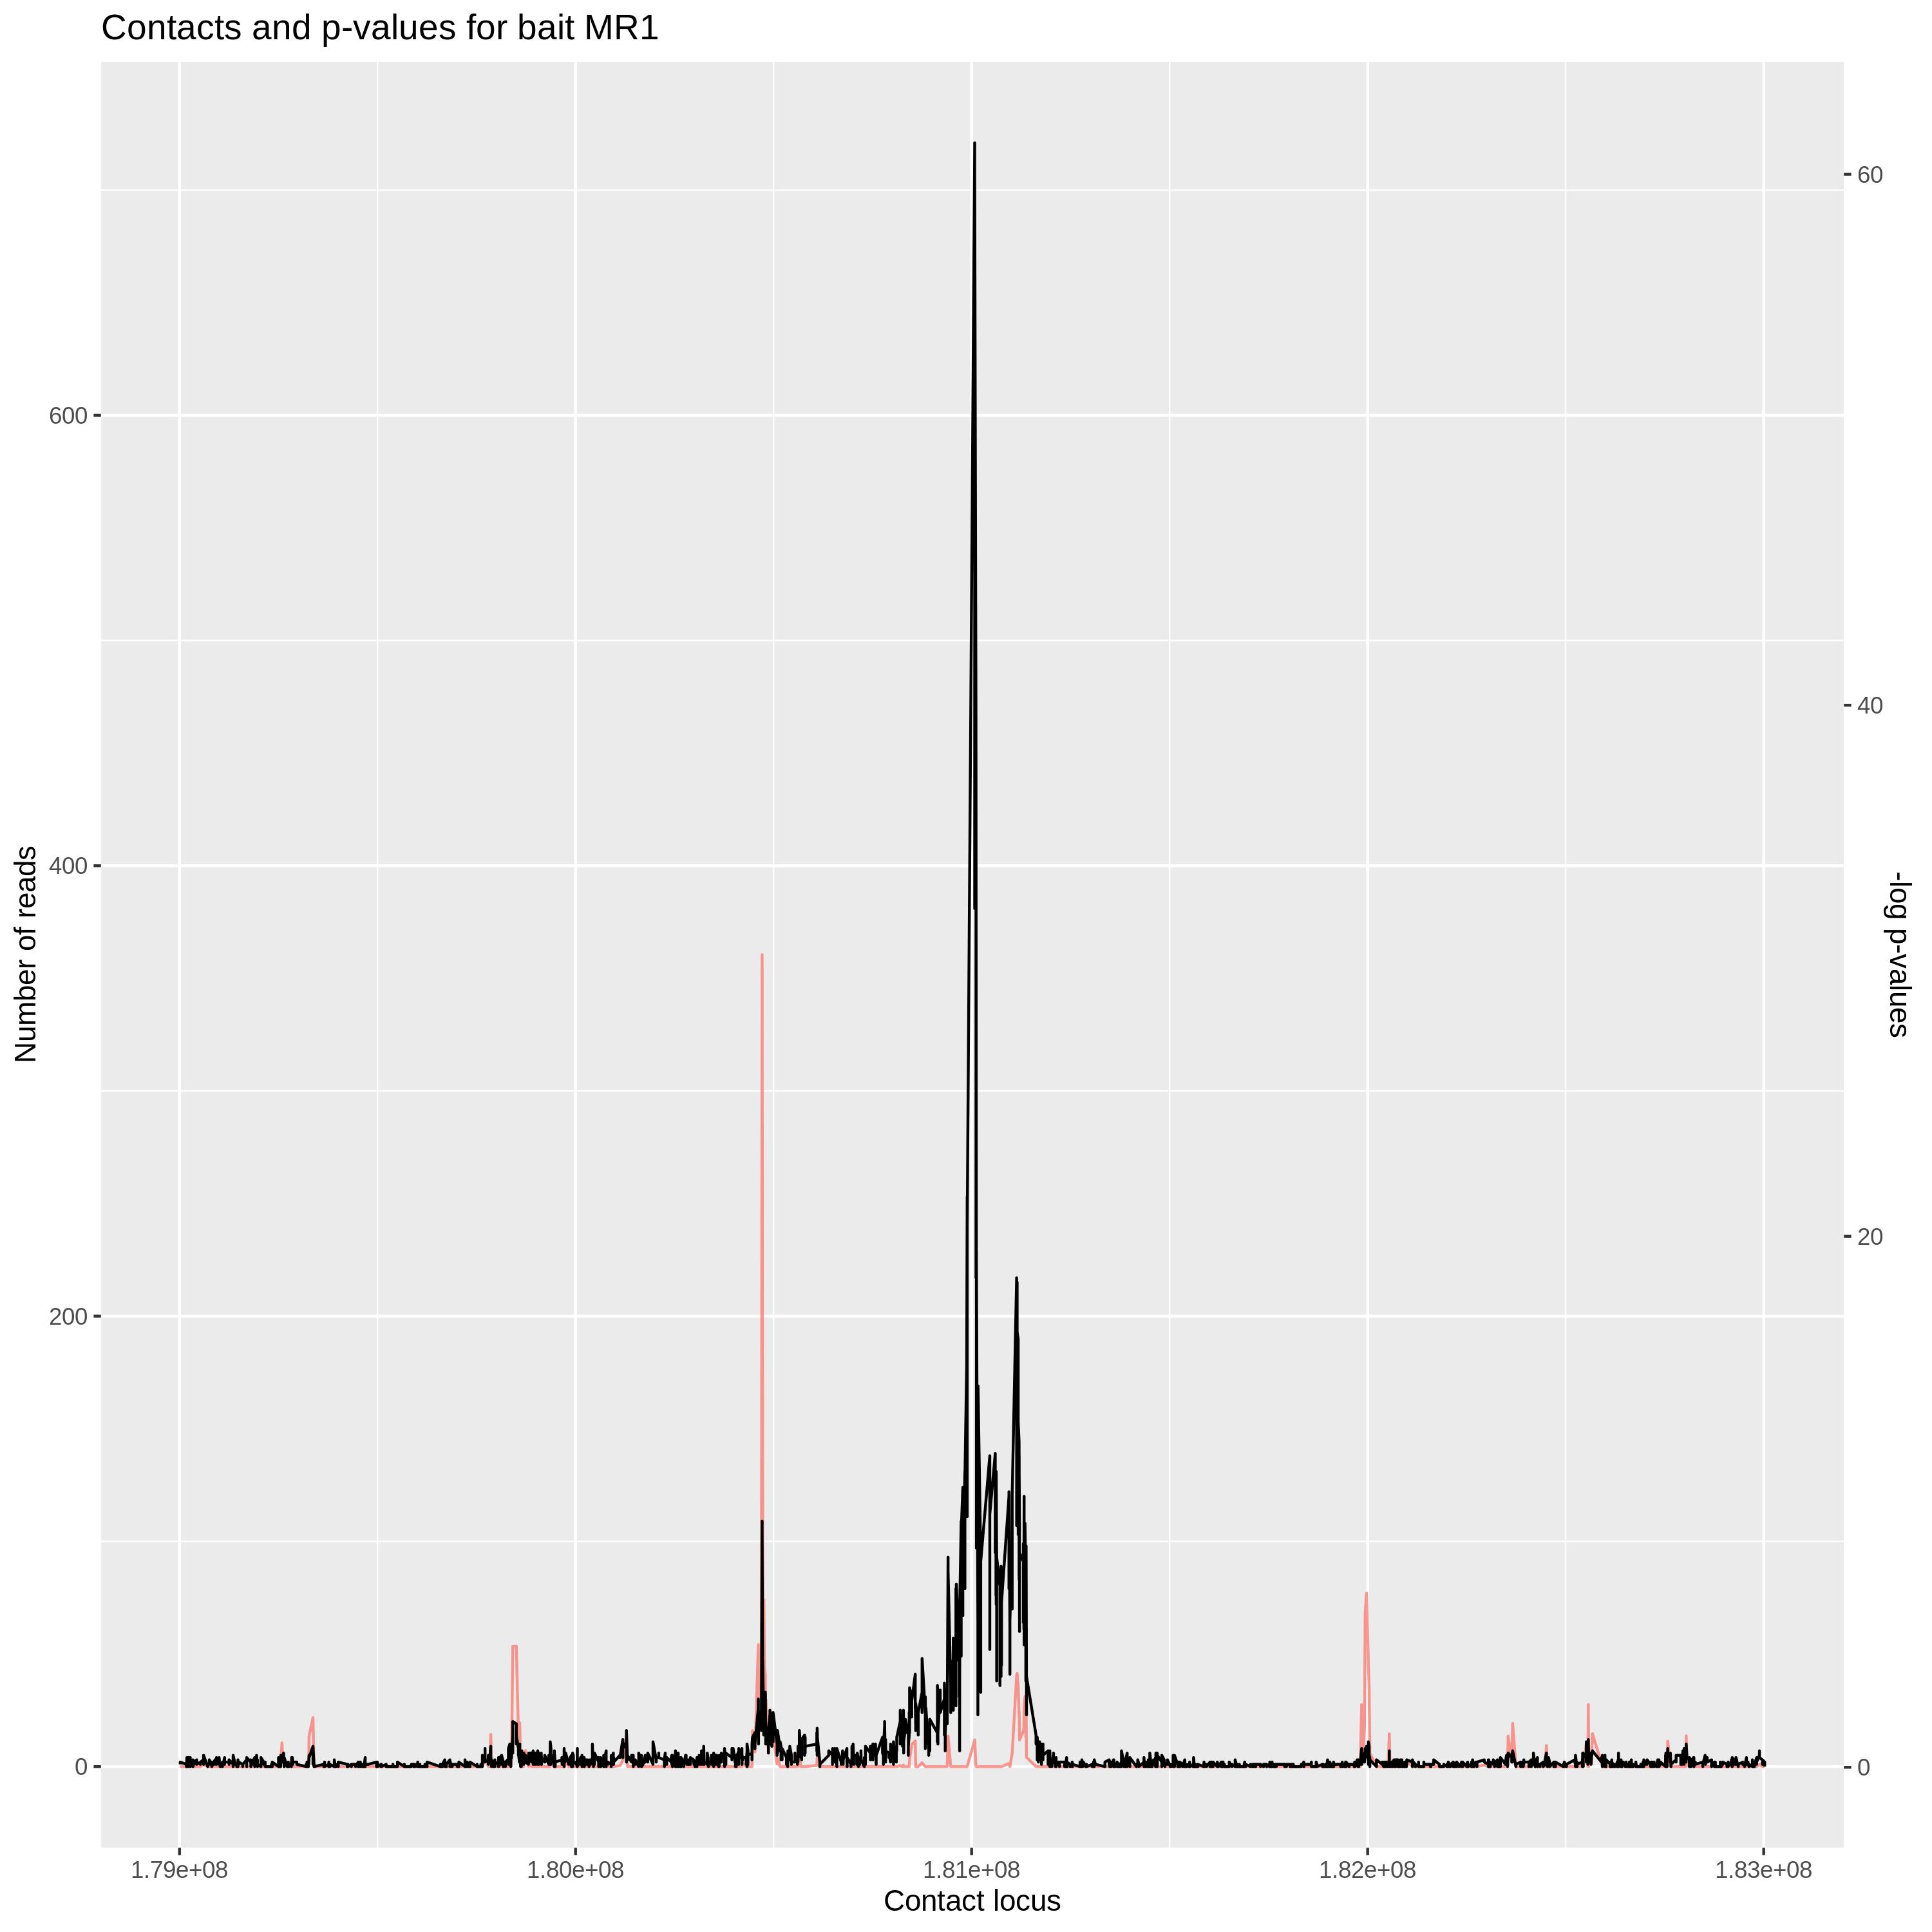 Contacts and p-values for bait MR1
Number of reads
600
400
200
0
60
40
20
0
-log p-values
1.79e+08
1.80e+08
1.81e+08
1.82e+08
1.83e+08
Contact locus